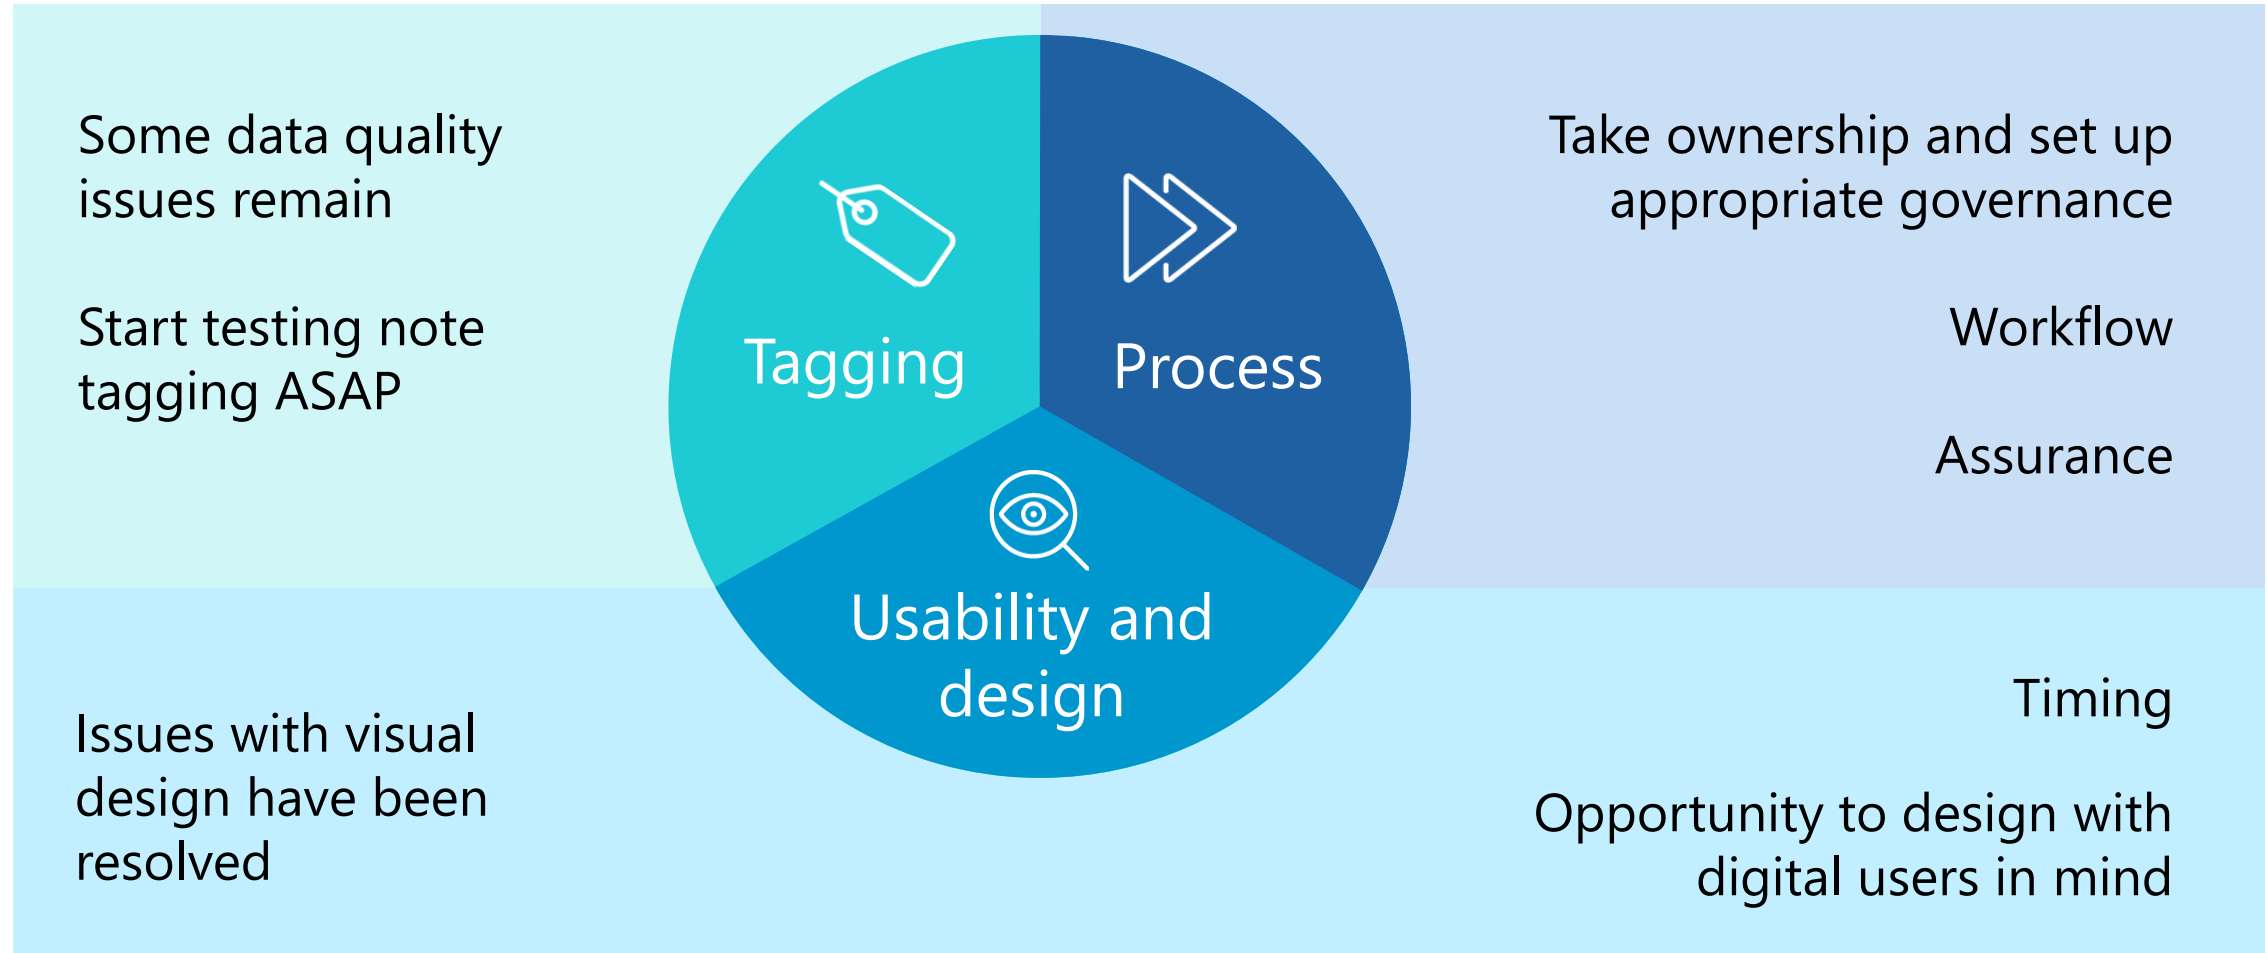 Some data quality
issues remain
Start testing note
tagging ASAP
Tagging
Process
Take ownership and set up
appropriate governance
Workflow
Assurance
Usability and
design
Issues with visual
design have been
resolved
Timing
Opportunity to design with
digital users in mind